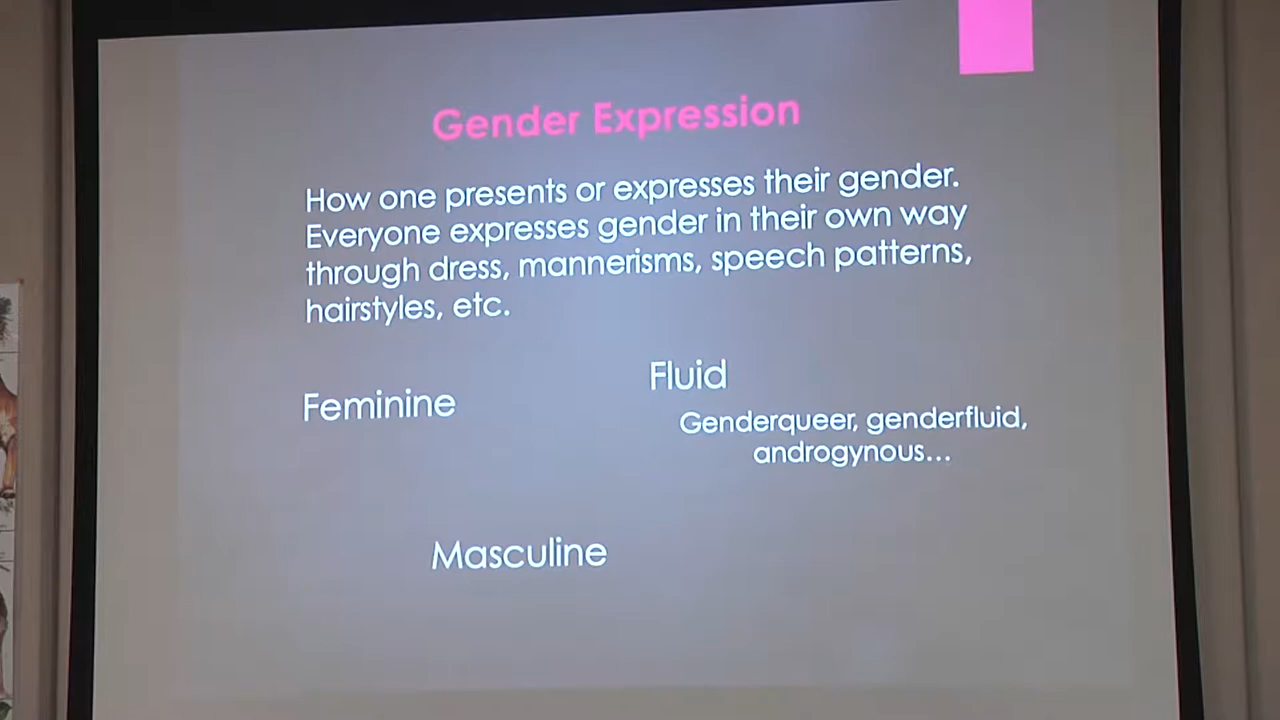 Gender Expression
How one presents or expresses their gender.
Everyone expresses gender in their own way
through dress, mannerisms, speech patterns,
hairstyles, etc.
Fluid
Feminine
Genderqueer, genderfluid,
androgynous...
Masculine